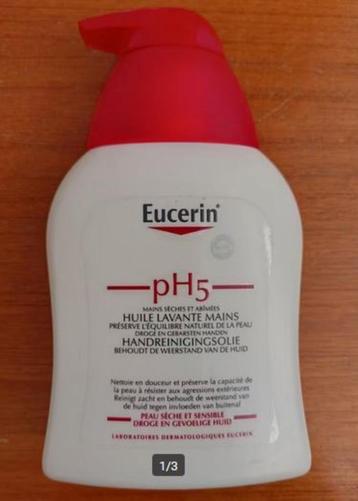 Eucerin
pH5
MAINS SÈCHES ET ABÎMÉES
HUILE LAVANTE MAINS
PRÉSERVE L'ÉQUILIBRE NATUREL DE LA PEAU
DROGE EN GEBARSTEN HANDEN
HANDREINIGINGSOLIE
BEHOUDT DE WEERSTAND VAN DE HUID
Nettoie en douceur et préserve la capacité de
la peau à résister aux agressions extérieures
Reinigt zacht en behoudt de weerstand van
de huid tegen invloeden van buitenaf
PEAU SÈCHE ET SENSIBLE
DROGE EN GEVOELIGE HUID
LABORATOIRES DERMATOLOGIQUES EUCERIN
1/3